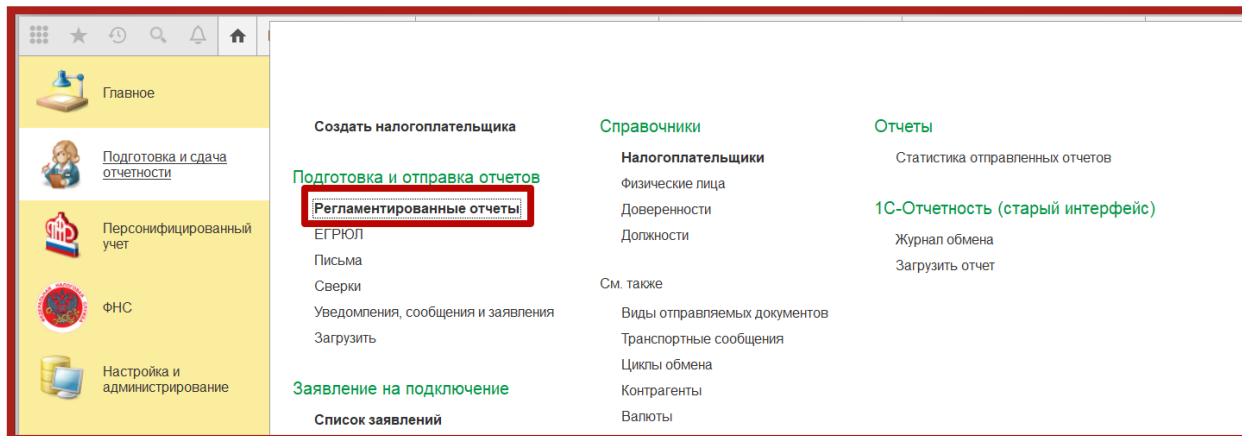 Главное
Подготовка и сдача
отчетности
Персонифицированный
учет
ФНС
Настройка и
администрирование
Создать налогоплательщика
Подготовка и отправка отчетов
Регламентированные отчеты
ЕГРЮЛ
Письма
Сверки
Уведомления, сообщения и заявления
Загрузить
Заявление на подключение
Список заявлений
Справочники
Налогоплательщики
Физические лица
Доверенности
Должности
См. также
Виды отправляемых документов
Транспортные сообщения
Циклы обмена
Контрагенты
Валюты
Отчеты
Статистика отправленных отчетов
1С-Отчетность (старый интерфейс)
Журнал обмена
Загрузить отчет